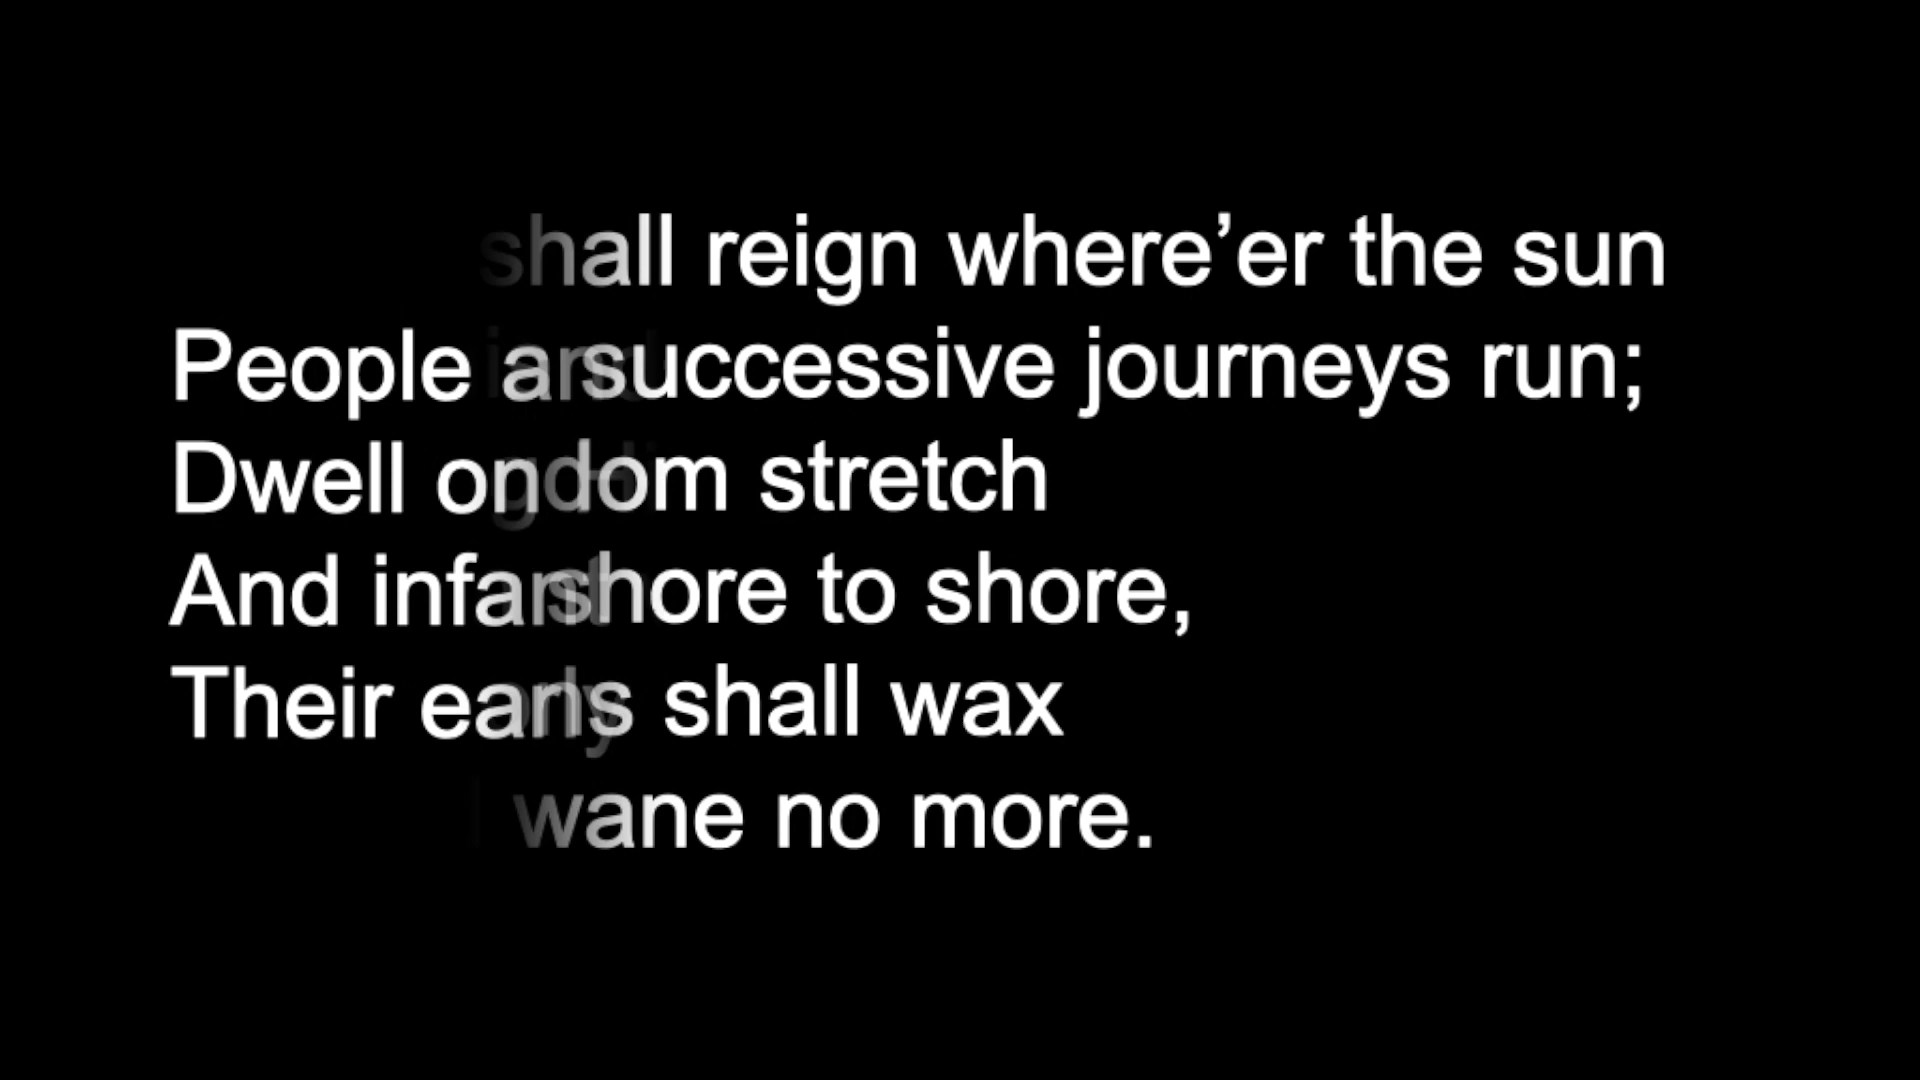 shall reign where’er the sun
People successive journeys run;
Dwell dom stretch
And shore to shore,
Their s shall wax
wane no more.